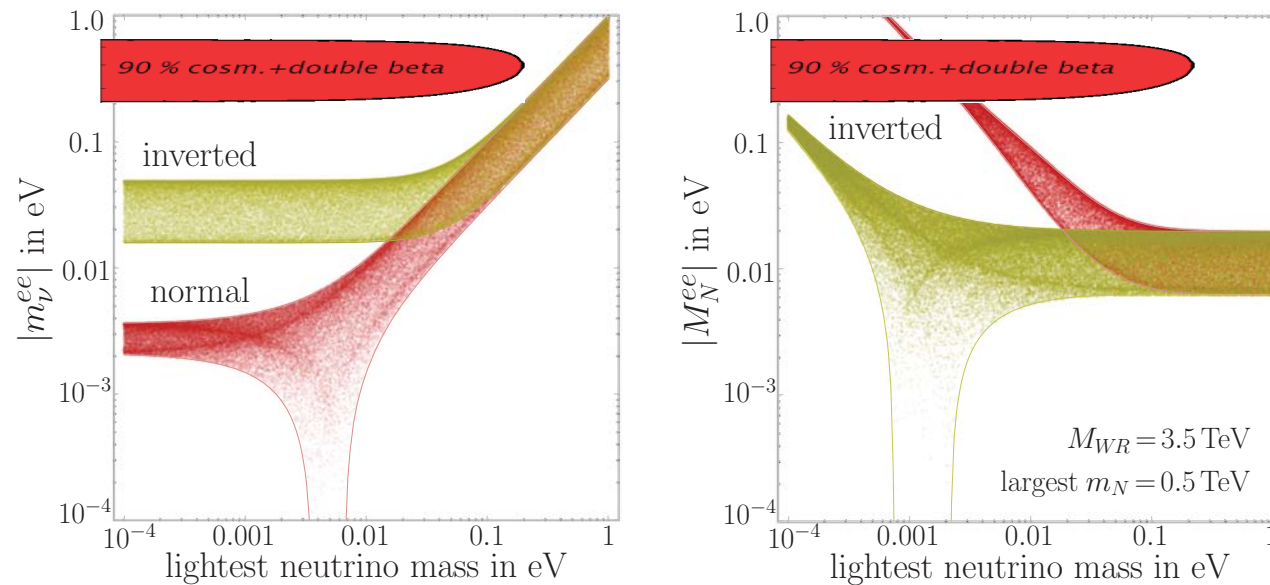 1.0
90 % cosm.+double beta
0.1
inverted
0.01
normal
10⁻³
10⁻⁴
|m_ν^{ee}| in eV
10⁻⁴ 0.001 0.01 0.1 1
lightest neutrino mass in eV
1.0
90 % cosm.+double beta
0.1
inverted
0.01
10⁻³
M_{WR} = 3.5 TeV
largest m_N = 0.5 TeV
10⁻⁴
|M_N^{ee}| in eV
10⁻⁴ 0.001 0.01 0.1 1
lightest neutrino mass in eV